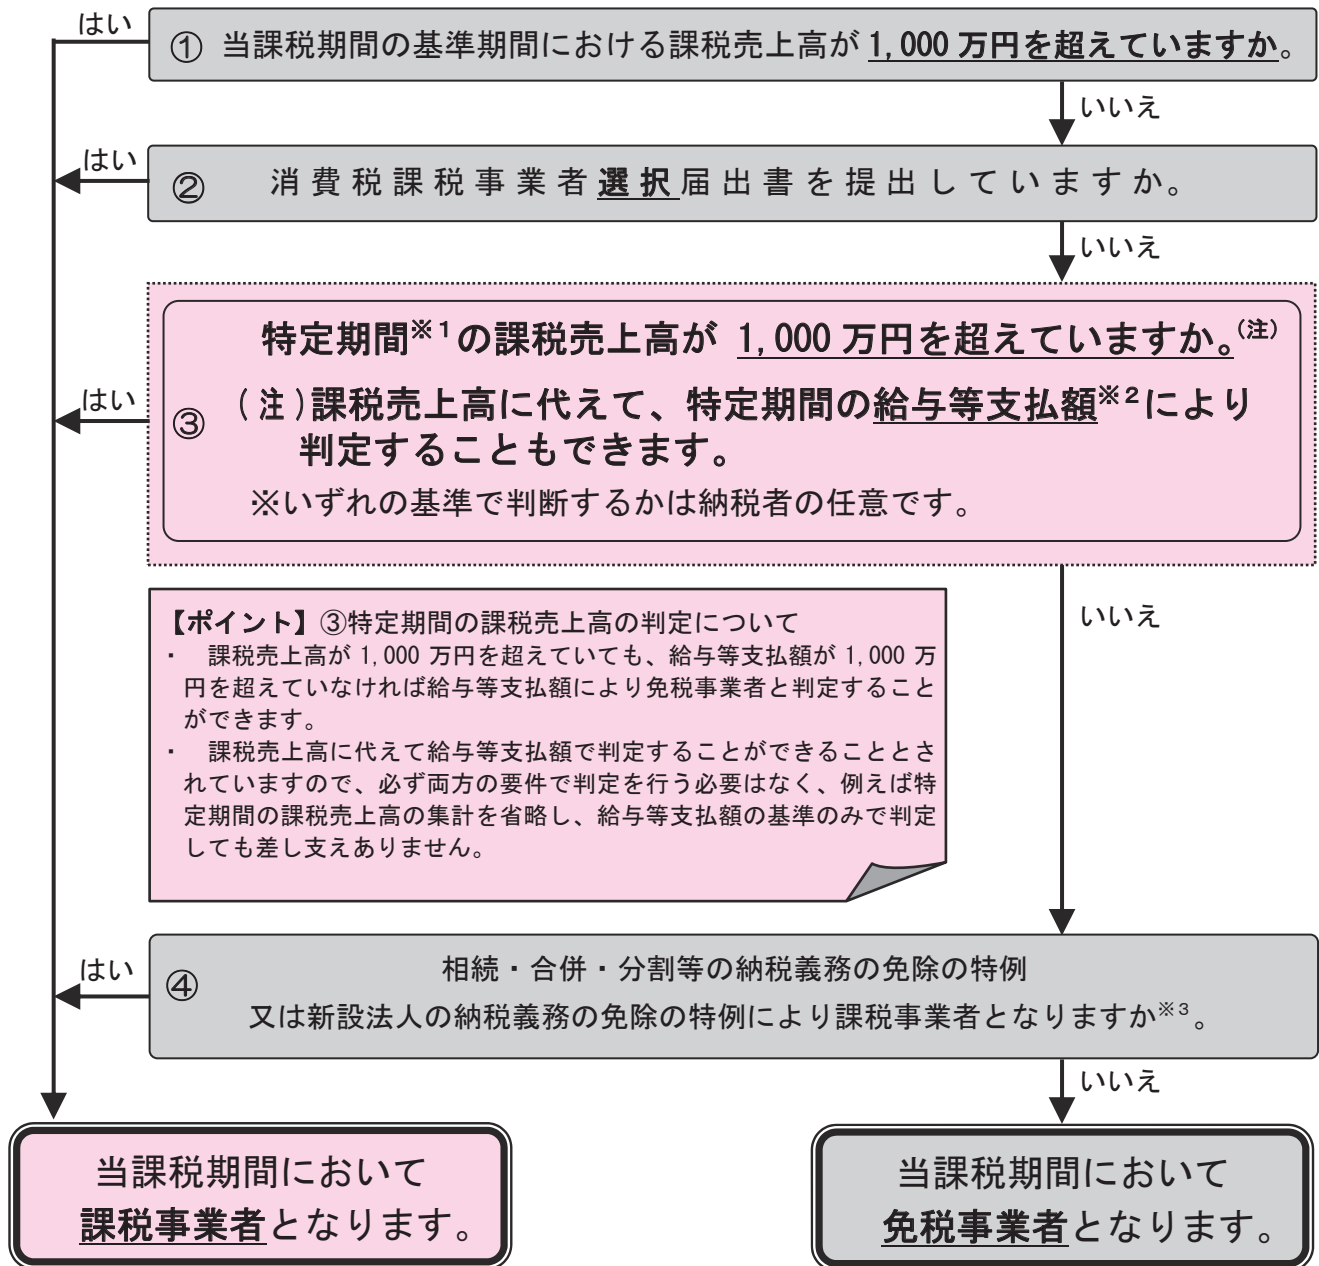 はい
① 当課税期間の基準期間における課税売上高が 1,000 万円を超えていますか。
いいえ
はい
② 消費税課税事業者選択届出書を提出していますか。
いいえ
はい
③
特定期間※1の課税売上高が 1,000 万円を超えていますか。(注)
(注)課税売上高に代えて、特定期間の給与等支払額※2により
判定することもできます。
※いずれの基準で判断するかは納税者の任意です。
いいえ
【ポイント】③特定期間の課税売上高の判定について
・ 課税売上高が 1,000 万円を超えていても、給与等支払額が 1,000 万
円を超えていなければ給与等支払額により免税事業者と判定すること
ができます。
・ 課税売上高に代えて給与等支払額で判定することができることとさ
れていますので、必ず両方の要件で判定を行う必要はなく、例えば特
定期間の課税売上高の集計を省略し、給与等支払額の基準のみで判定
しても差し支えありません。
はい
④
相続・合併・分割等の納税義務の免除の特例
又は新設法人の納税義務の免除の特例により課税事業者となりますか※3。
いいえ
当課税期間において
課税事業者となります。
当課税期間において
免税事業者となります。